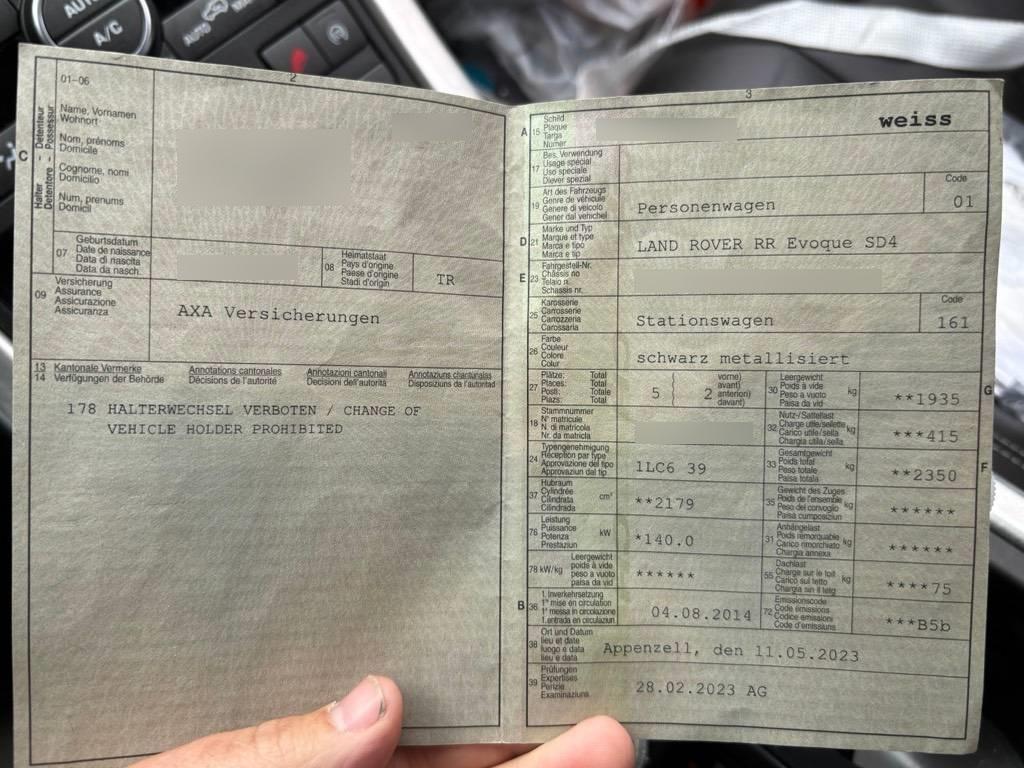 AUTO
A/C
AUTO
2
01–06
Halter – Detenteur
Detentore – Possessur
C
Name, Vornamen
Wohnort
Nom, prénoms
Domicile
Cognome, nomi
Domicilio
Num, prenums
Domicil
07
Geburtsdatum
Date de naissance
Data di nascita
Data da nasch.
08
Heimatstaat
Pays d'origine
Paese d'origine
Stadi d'origin
TR
09
Versicherung
Assurance
Assicurazione
Assicuranza
AXA Versicherungen
13 Kantonale Vermerke
14 Verfügungen der Behörde
Annotations cantonales
Décisions de l'autorité
Annotazioni cantonali
Decisioni dell'autorità
Annotaziuns chantunalas
Disposiziuns da l'autoritad
178 HALTERWECHSEL VERBOTEN / CHANGE OF
VEHICLE HOLDER PROHIBITED
3
A 15
Schild
Plaque
Targa
Numer
weiss
17
Bes. Verwendung
Usage spécial
Uso speciale
Diever spezial
19
Art des Fahrzeugs
Genre de véhicule
Genere di veicolo
Gener dal vehichel
Personenwagen
Code
01
D 21
Marke und Typ
Marque et type
Marca e tipo
Marca e tip
LAND ROVER RR Evoque SD4
E 23
Fahrgestell-Nr.
Châssis no
Telaio n.
Schassis nr.
25
Karosserie
Carrosserie
Carrozzeria
Carossaria
Stationswagen
Code
161
26
Farbe
Couleur
Colore
Colur
schwarz metallisiert
27
Plätze: Total
Places: Total
Posti: Totale
Plazs: Total
5
2
vorne)
avant)
anteriori)
davant)
30
Leergewicht
Poids à vide
Peso a vuoto
Paisa da vid
kg
**1935
G
18
Stammnummer
N° matricule
N. di matricola
Nr. da matricla
32
Nutz-/Sattellast
Charge utile/sellette
Carico utile/sella
Chargia utila/sella
kg
***415
24
Typengenehmigung
Réception par type
Approvazione del tipo
Approvaziun dal tip
1LC6 39
33
Gesamtgewicht
Poids total
Peso totale
Paisa totala
kg
**2350
F
37
Hubraum
Cylindrée
Cilindrata
Cilindrada
cm³
**2179
35
Gewicht des Zuges
Poids de l'ensemble
Peso del convoglio
Paisa cumposiziun
kg
******
76
Leistung
Puissance
Potenza
Prestaziun
kW
*140.0
31
Anhängelast
Poids remorquable
Carico rimorchiato
Chargia annexa
kg
******
78 kW/kg
Leergewicht
poids à vide
peso a vuoto
paisa da vid
******
55
Dachlast
Charge sur le toit
Carico sul tetto
Chargia sin il tetg
kg
****75
B 36
1. Inverkehrsetzung
1re mise en circulation
1a messa in circolazione
1. entrada en circulaziun
04.08.2014
72
Emissionscode
Code émissions
Codice emissioni
Code d'emissiuns
***B5b
38
Ort und Datum
lieu et date
luogo e data
lieu e data
Appenzell, den 11.05.2023
39
Prüfungen
Expertises
Perizie
Examinaziuns
28.02.2023 AG